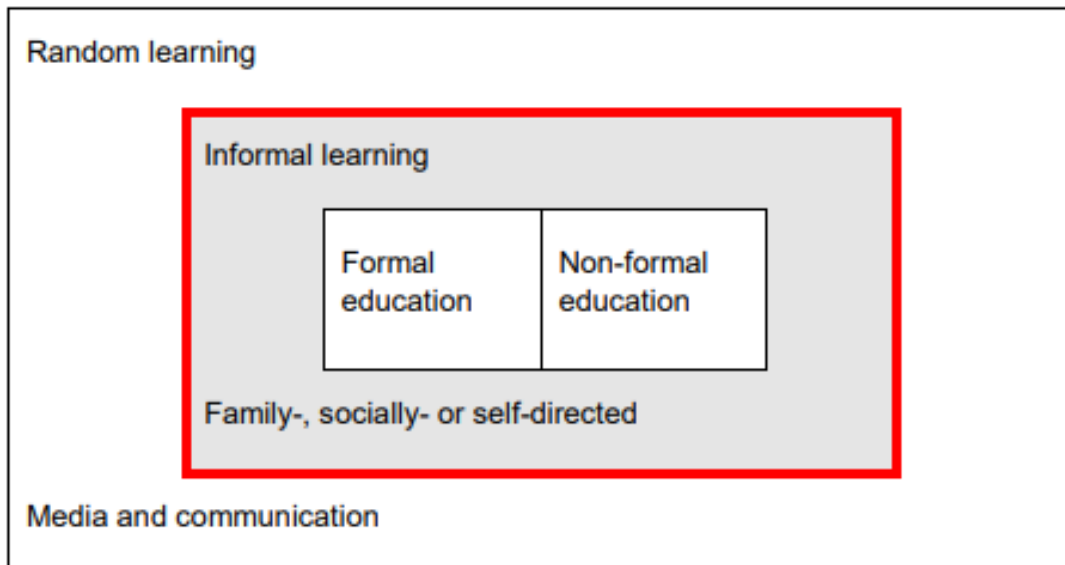 Random learning
Informal learning
Formal
education
Non-formal
education
Family-, socially- or self-directed
Media and communication